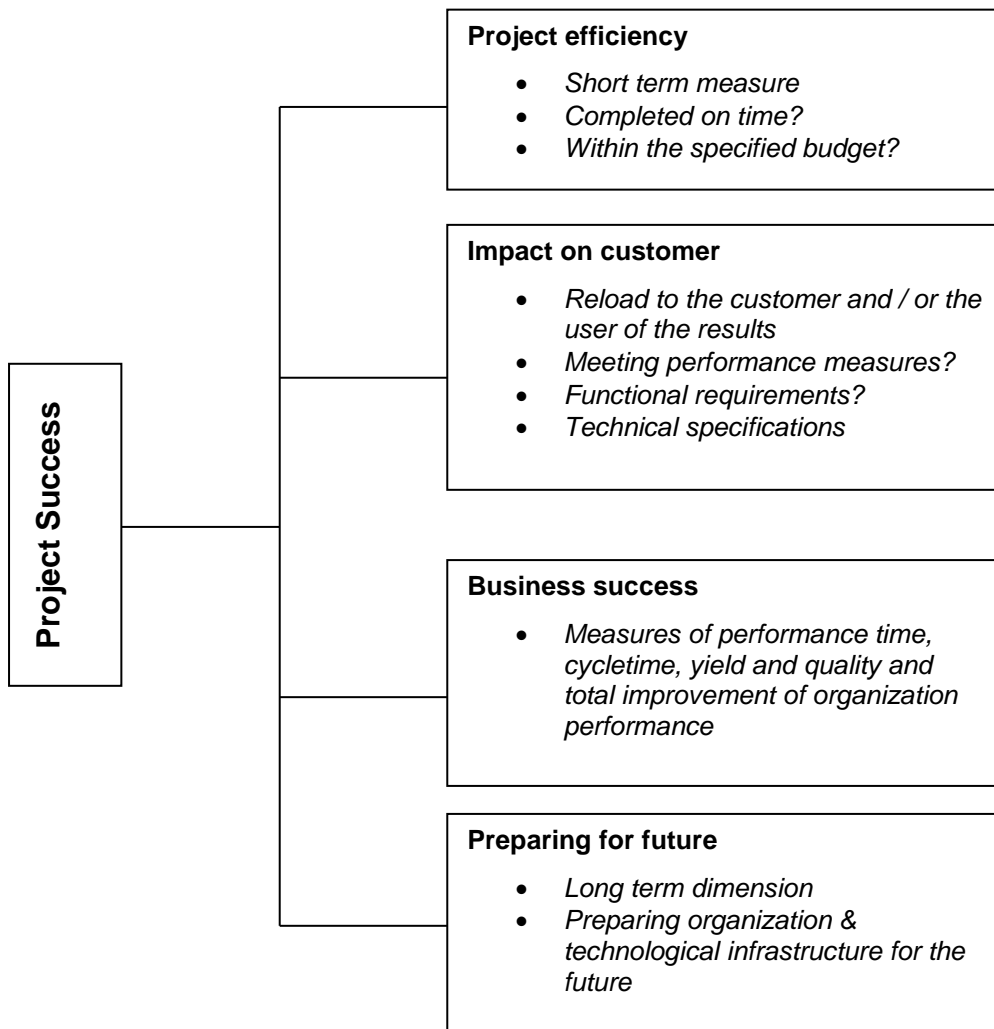 Project Success
Project efficiency
• Short term measure
• Completed on time?
• Within the specified budget?
Impact on customer
• Reload to the customer and / or the
user of the results
• Meeting performance measures?
• Functional requirements?
• Technical specifications
Business success
• Measures of performance time,
cycletime, yield and quality and
total improvement of organization
performance
Preparing for future
• Long term dimension
• Preparing organization &
technological infrastructure for the
future